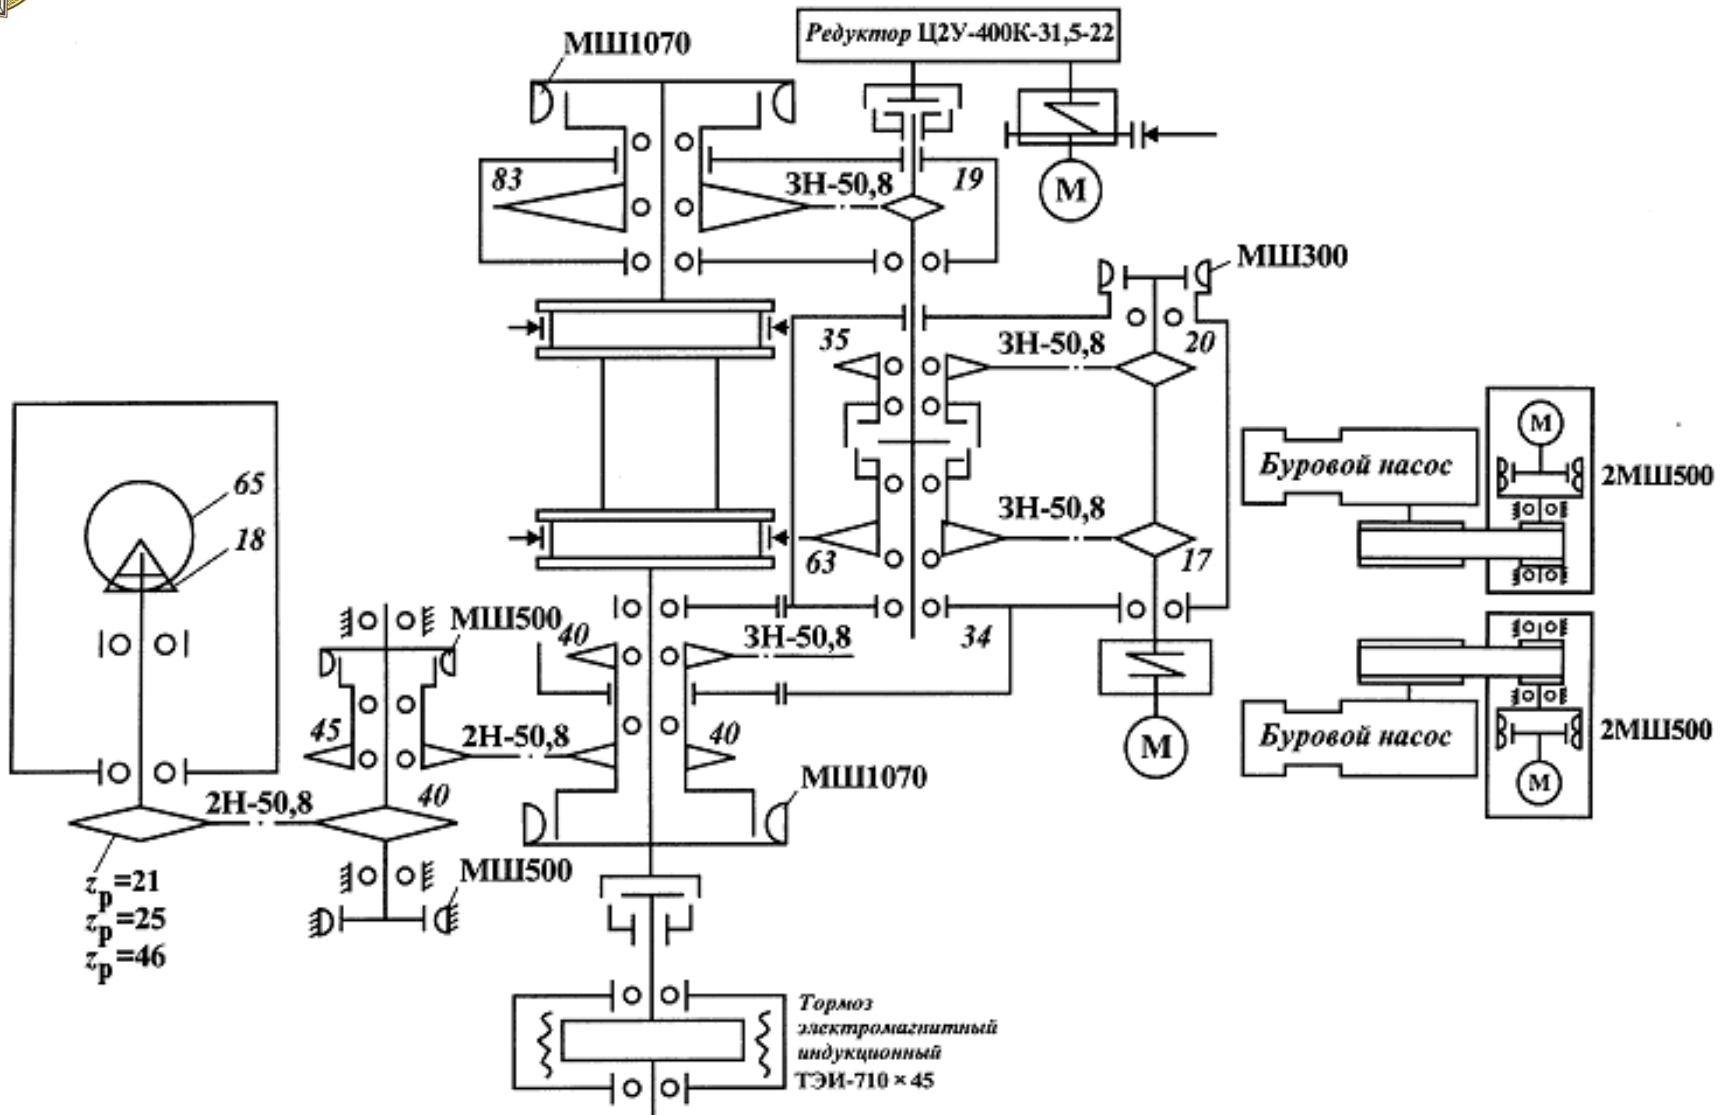 МШ1070
Редуктор Ц2У-400К-31,5-22
М
83
3Н-50,8
19
МШ300
35
3Н-50,8
20
М
65
18
Буровой насос
2МШ500
63
3Н-50,8
17
МШ500
40
3Н-50,8
34
45
2Н-50,8
40
М
Буровой насос
2МШ500
М
МШ1070
2Н-50,8
40
МШ500
zр=21
zр=25
zр=46
Тормоз
электромагнитный
индукционный
ТЭИ-710 × 45